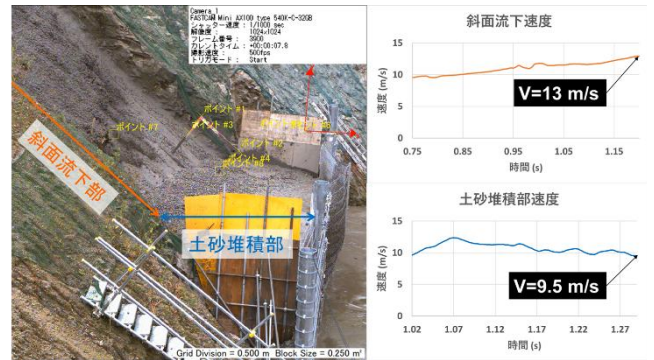 Camera_1
FASTCAM Mini AX100 type 540K-C-32GB
シャッター速度 : 1/1000 sec
解像度 : 1024x1024
フレーム番号 : 3900
カレントタイム : +00:00:07.8
撮影速度 : 500fps
トリガモード : Start
ポイント #1
ポイント #3
ポイント #7
ポイント #2
ポイント #4
斜面流下部
土砂堆積部
Grid Division = 0.500 m Block Size = 0.250 m²
斜面流下速度
速度 (m/s)
15
10
5
0
V=13 m/s
0.75 0.85 0.95 1.05 1.15
時間 (s)
土砂堆積部速度
速度 (m/s)
15
10
5
0
V=9.5 m/s
1.02 1.07 1.12 1.17 1.22 1.27
時間 (s)